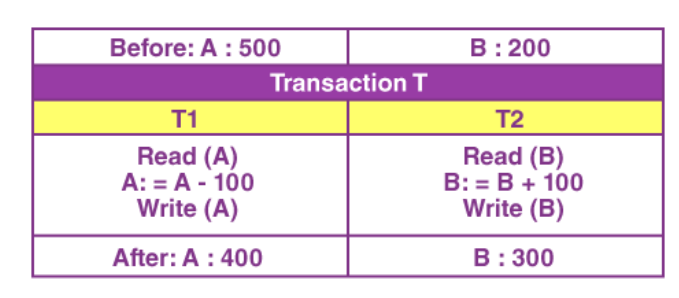 Before: A : 500
B : 200
Transaction T
T1
T2
Read (A)
A: = A - 100
Write (A)
Read (B)
B: = B + 100
Write (B)
After: A : 400
B : 300